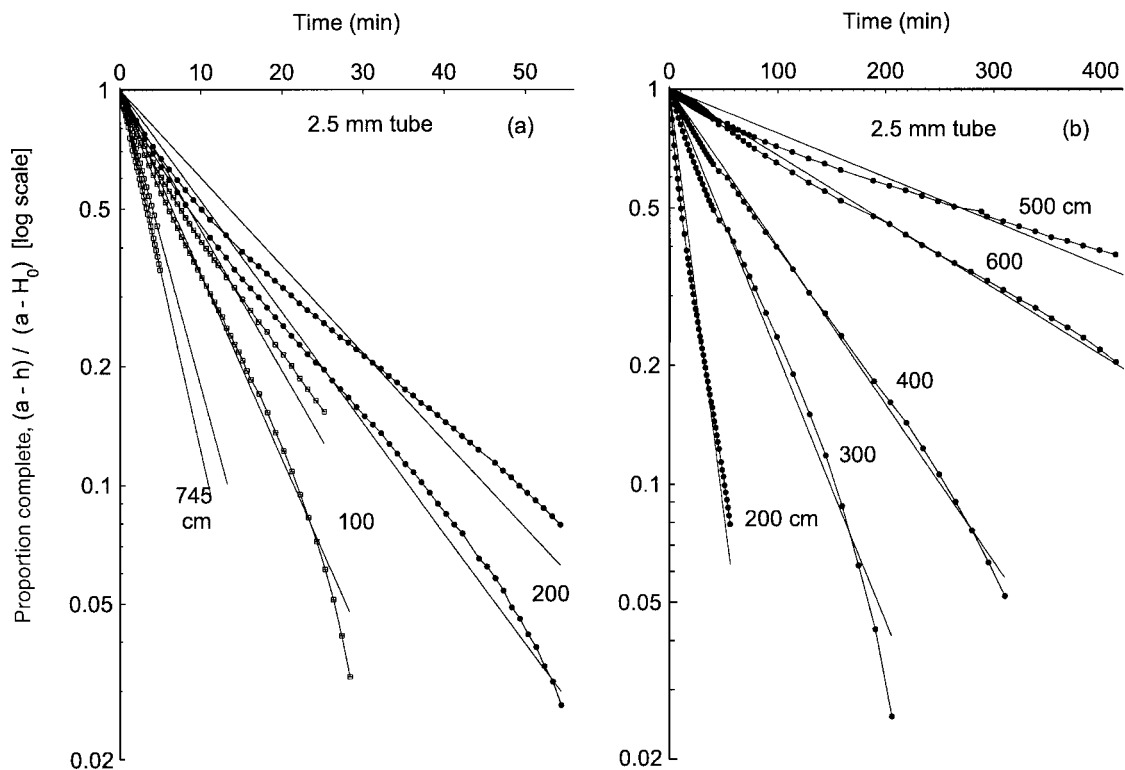 Time (min)
0 10 20 30 40 50
1
0.5
0.2
0.1
0.05
0.02
Proportion complete, (a - h) / (a - H₀) [log scale]
2.5 mm tube (a)
745
cm
100
200
Time (min)
0 100 200 300 400
1
0.5
0.2
0.1
0.05
0.02
2.5 mm tube (b)
500 cm
600
400
300
200 cm